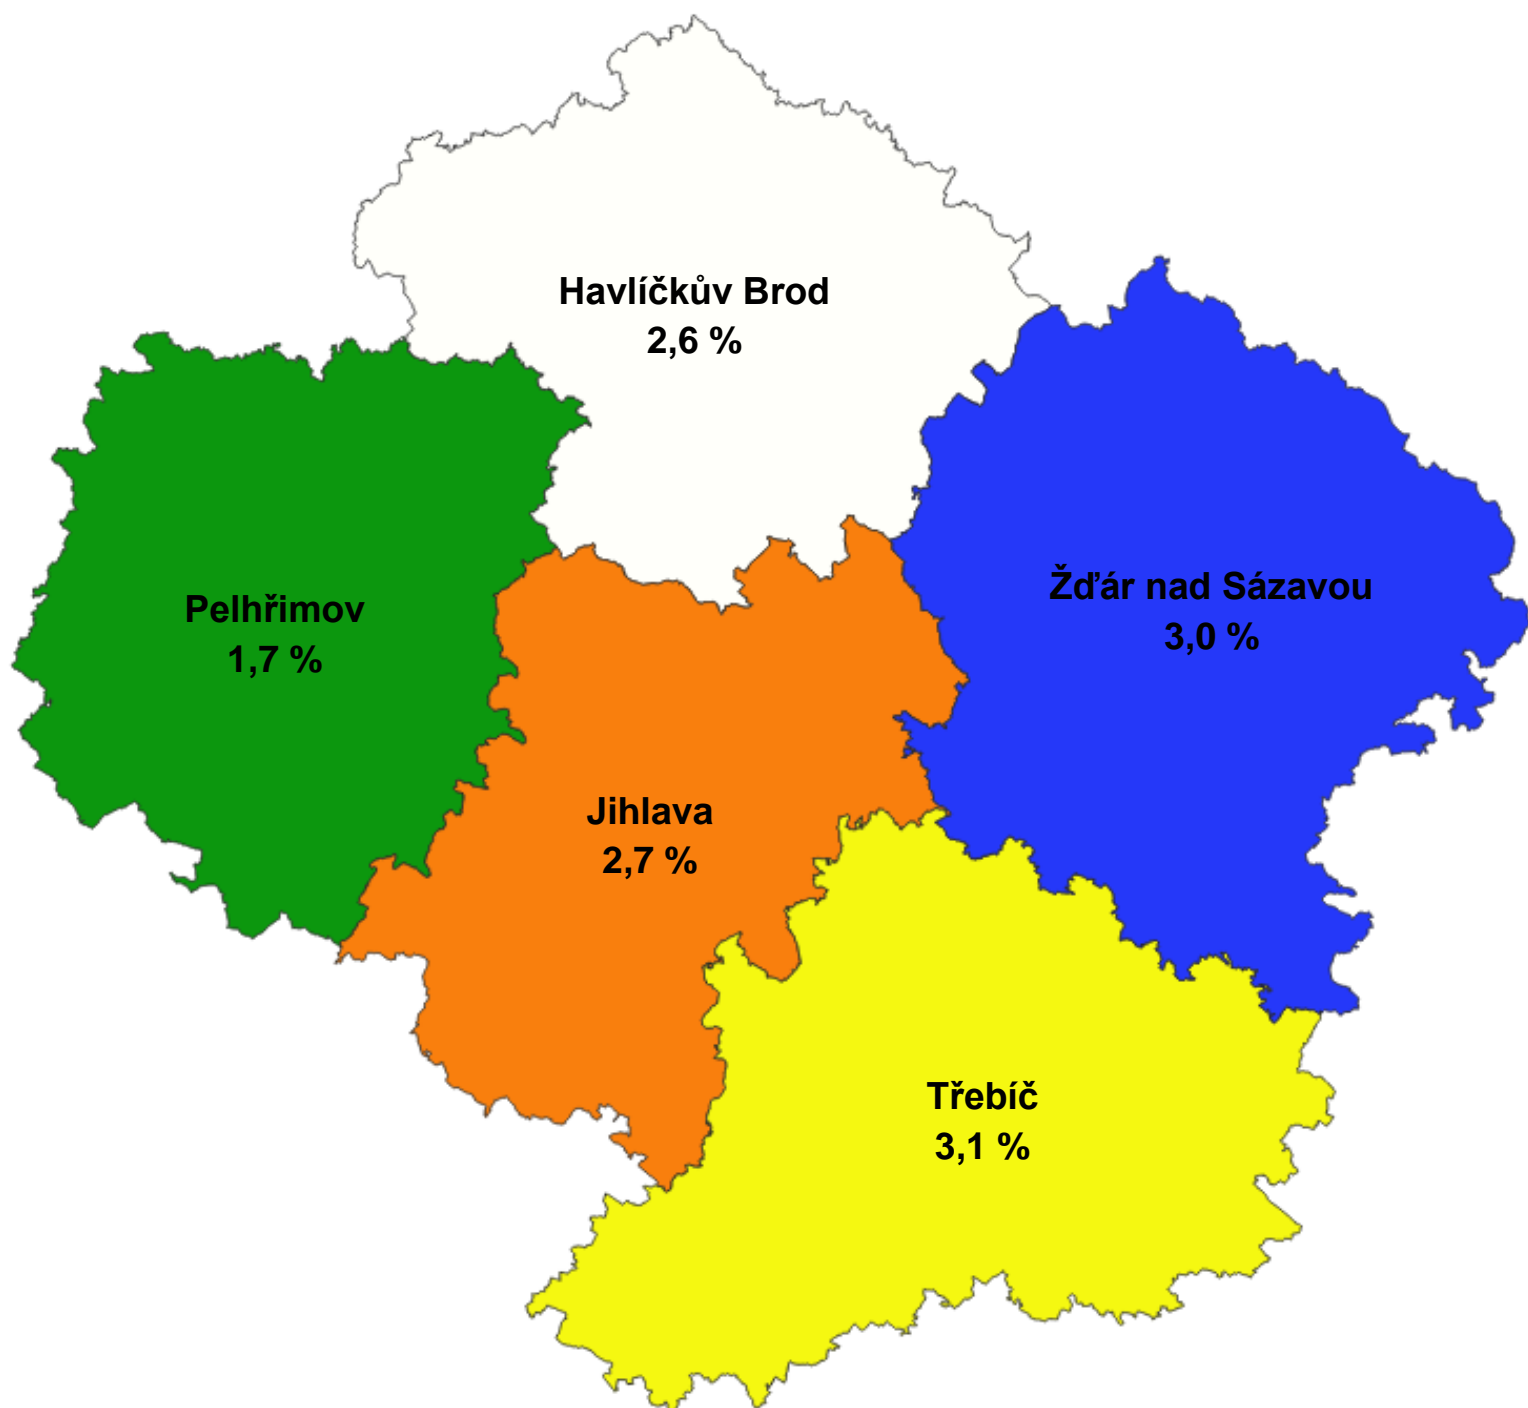 Havlíčkův Brod
2,6 %
Žďár nad Sázavou
3,0 %
Pelhřimov
1,7 %
Jihlava
2,7 %
Třebíč
3,1 %